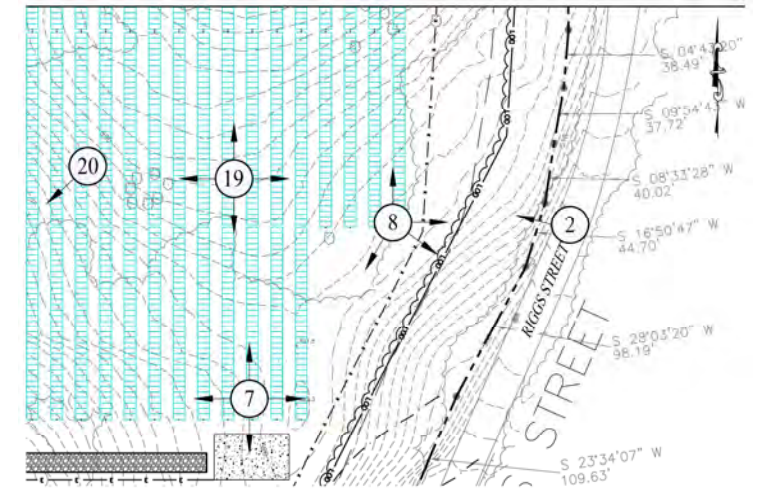 S 04°43'20"
38.49'
S 09°54'43" W
37.72'
20
19
S 08°33'28" W
40.02'
8
2
S 16°50'47" W
44.70'
RIGGS STREET
S 28°03'20" W
98.19'
STREET
7
S 23°34'07" W
109.63'